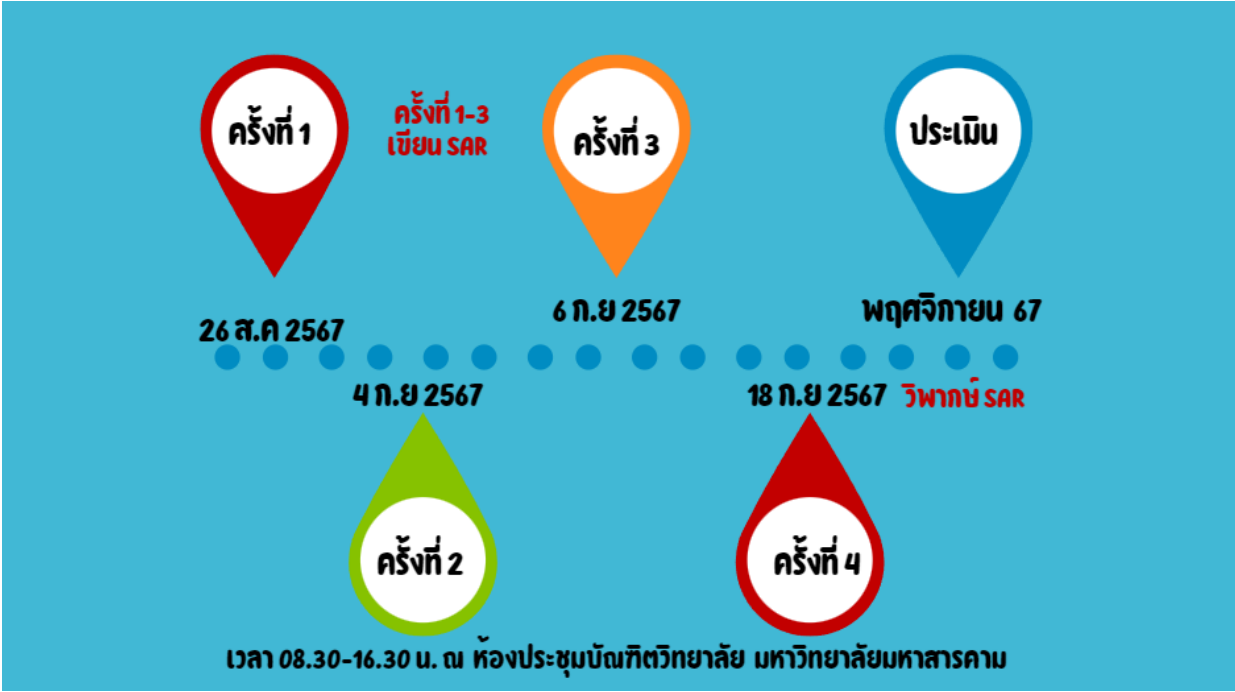 ครั้งที่ 1
ครั้งที่ 1-3
เขียน SAR
ครั้งที่ 3
ประเมิน
26 ส.ค 2567
6 ก.ย 2567
พฤศจิกายน 67
4 ก.ย 2567
18 ก.ย 2567 วิพากษ์ SAR
ครั้งที่ 2
ครั้งที่ 4
เวลา 08.30-16.30 น. ณ ห้องประชุมบัณฑิตวิทยาลัย มหาวิทยาลัยมหาสารคาม